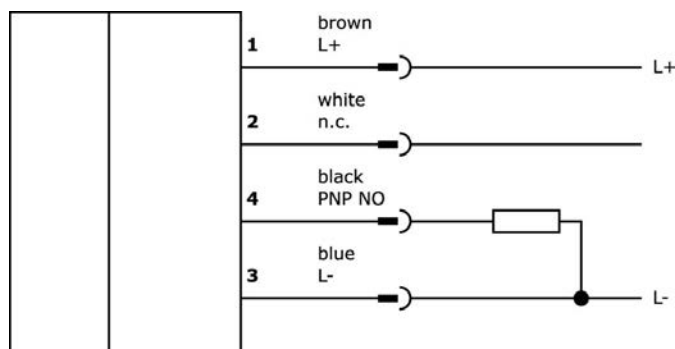 brown
1 L+
L+
white
2 n.c.
black
4 PNP NO
blue
3 L-
L-